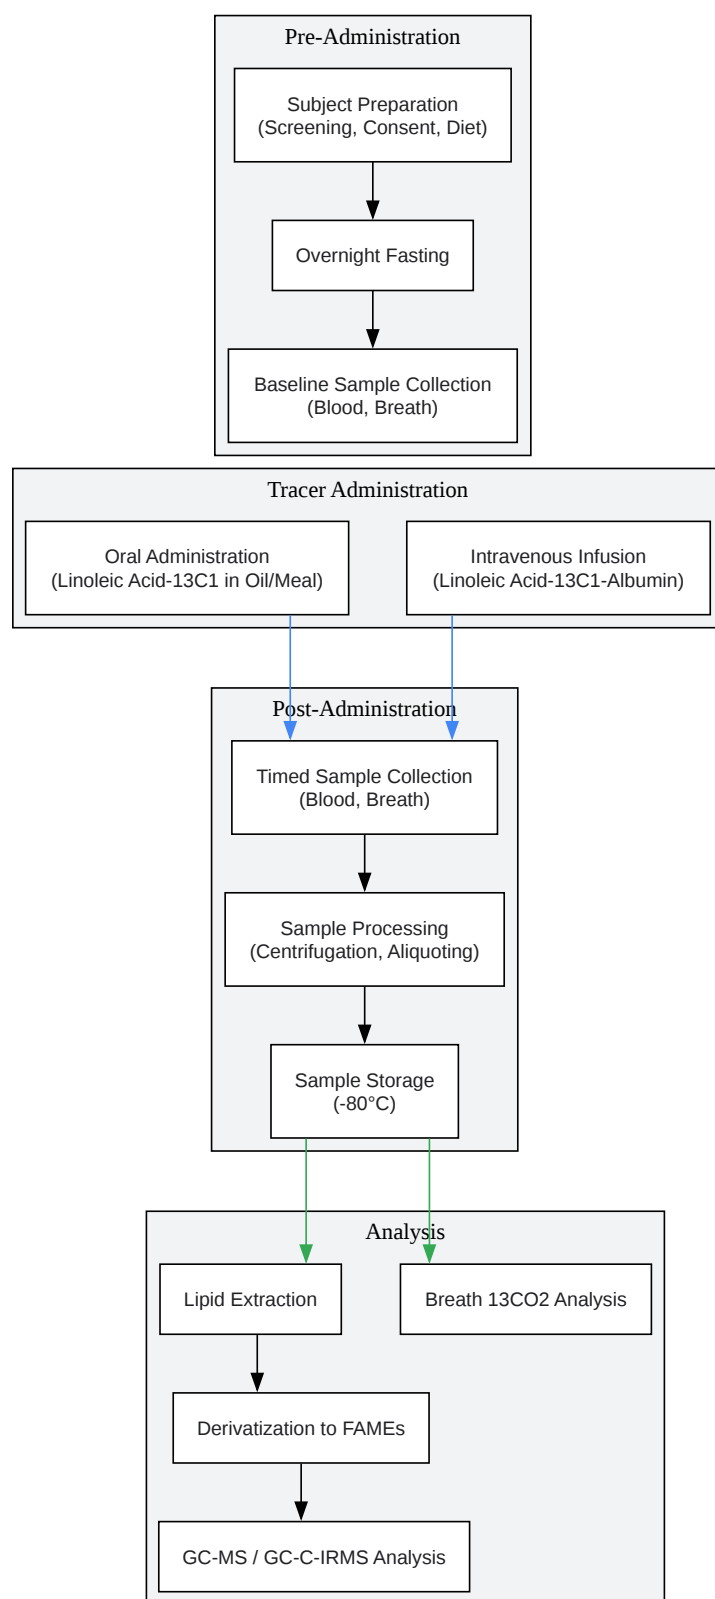 Pre-Administration
Subject Preparation
(Screening, Consent, Diet)
Overnight Fasting
Baseline Sample Collection
(Blood, Breath)
Tracer Administration
Oral Administration
(Linoleic Acid-13C1 in Oil/Meal)
Intravenous Infusion
(Linoleic Acid-13C1-Albumin)
Post-Administration
Timed Sample Collection
(Blood, Breath)
Sample Processing
(Centrifugation, Aliquoting)
Sample Storage
(-80°C)
Analysis
Lipid Extraction
Breath 13CO2 Analysis
Derivatization to FAMEs
GC-MS / GC-C-IRMS Analysis